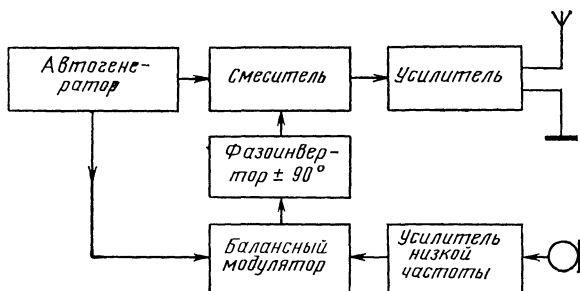 Автогене-
ратор
Смеситель
Усилитель
Фазоинвер-
тор ± 90°
Балансный
модулятор
Усилитель
низкой
частоты